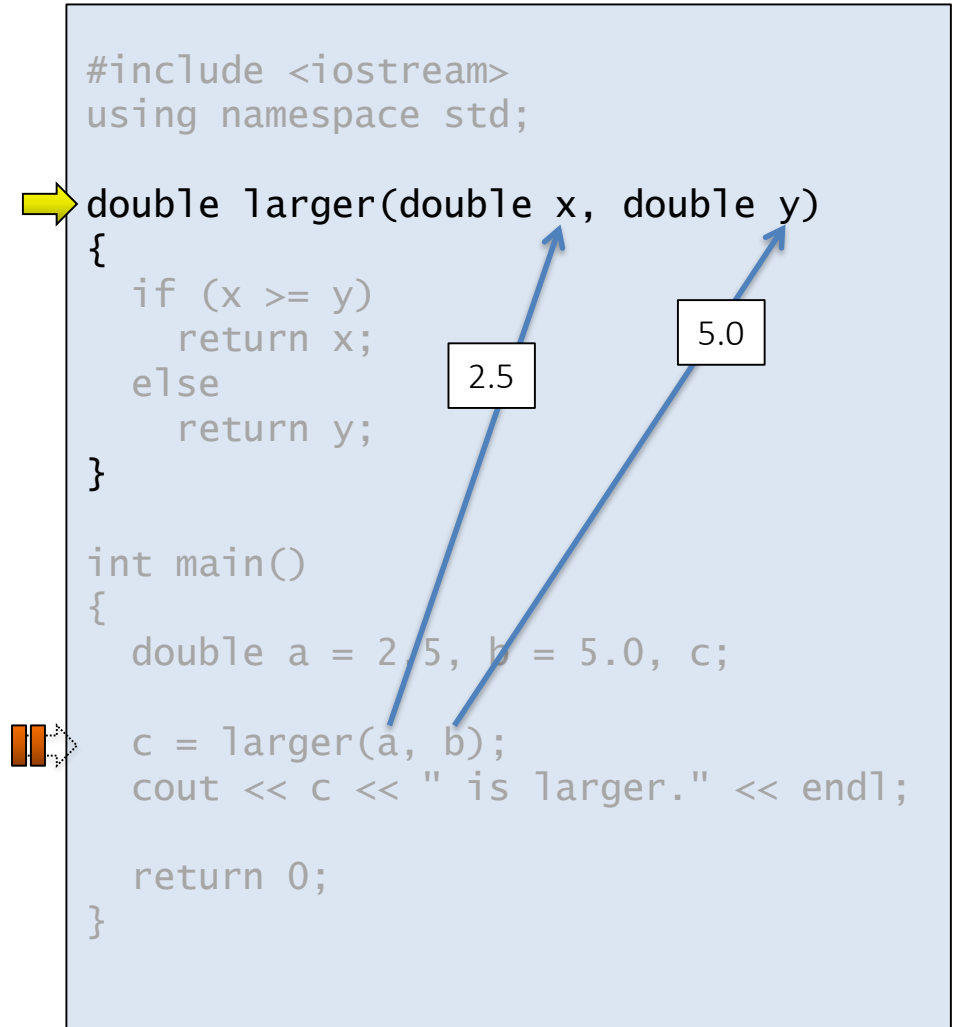 #include <iostream>
using namespace std;
double larger(double x, double y)
{
if (x >= y)
return x;
5.0
else
2.5
return y;
}
int main()
{
double a = 2.5, b = 5.0, c;
c = larger(a, b);
cout << c << " is larger." << endl;
return 0;
}